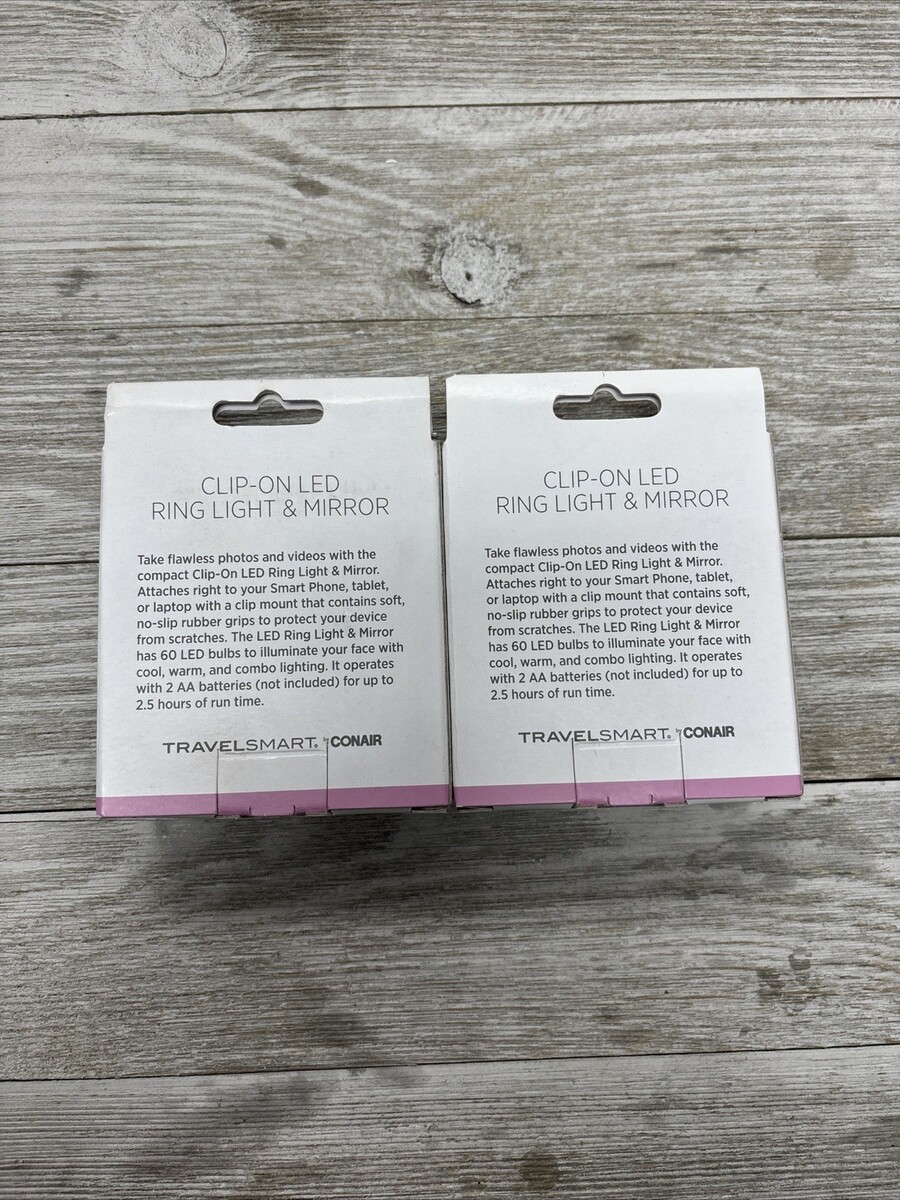 CLIP-ON LED
RING LIGHT & MIRROR
Take flawless photos and videos with the
compact Clip-On LED Ring Light & Mirror.
Attaches right to your Smart Phone, tablet,
or laptop with a clip mount that contains soft,
no-slip rubber grips to protect your device
from scratches. The LED Ring Light & Mirror
has 60 LED bulbs to illuminate your face with
cool, warm, and combo lighting. It operates
with 2 AA batteries (not included) for up to
2.5 hours of run time.
TRAVELSMART® by CONAIR
CLIP-ON LED
RING LIGHT & MIRROR
Take flawless photos and videos with the
compact Clip-On LED Ring Light & Mirror.
Attaches right to your Smart Phone, tablet,
or laptop with a clip mount that contains soft,
no-slip rubber grips to protect your device
from scratches. The LED Ring Light & Mirror
has 60 LED bulbs to illuminate your face with
cool, warm, and combo lighting. It operates
with 2 AA batteries (not included) for up to
2.5 hours of run time.
TRAVELSMART® by CONAIR